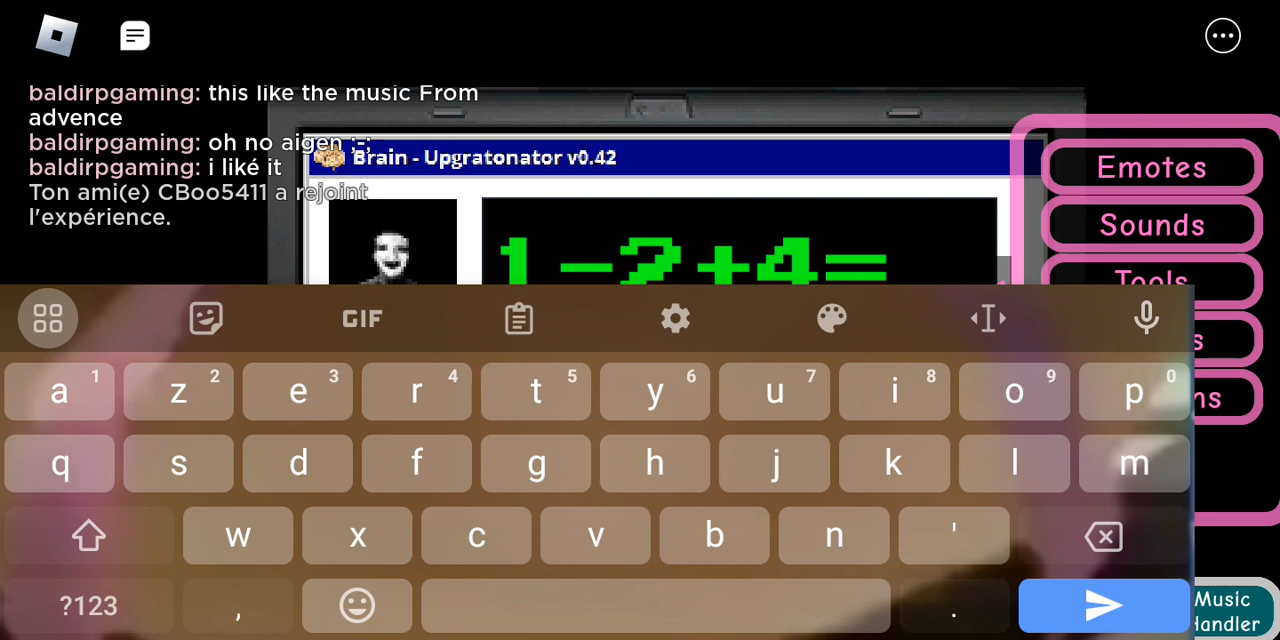 baldirpgaming: this like the music From
advence
baldirpgaming: oh no aigen ;-;
baldirpgaming: i liké it
Ton ami(e) CBoo5411 a rejoint
l'expérience.
Brain - Upgratonator v0.42
1-2+4=
Emotes
Sounds
Tools
s
ns
GIF
a 1 z 2 e 3 r 4 t 5 y 6 u 7 i 8 o 9 p 0
q s d f g h j k l m
w x c v b n '
?123 , .
Music
Handler